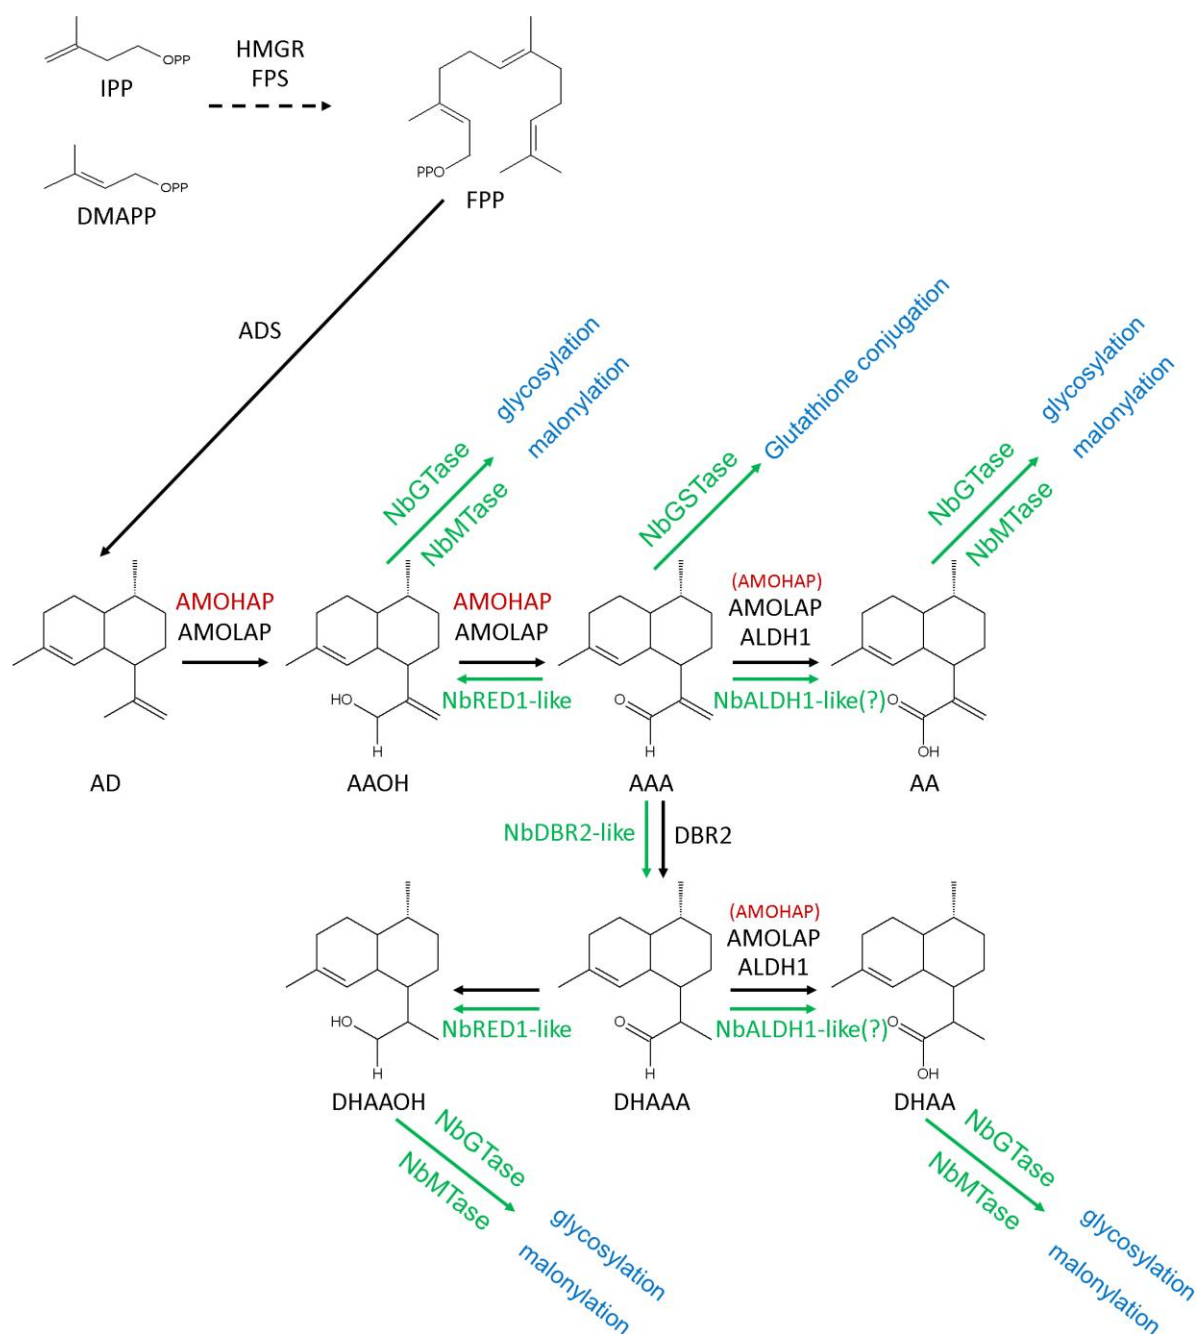 OPP
IPP
HMGR
FPS
OPP
DMAPP
PPO
FPP
ADS
glycosylation
malonylation
NbGTase
NbMTase
Glutathione conjugation
NbGSTase
glycosylation
malonylation
NbGTase
NbMTase
AMOHAP
AMOLAP
AMOHAP
AMOLAP
NbRED1-like
(AMOHAP)
AMOLAP
ALDH1
NbALDH1-like(?)
HO
H
O
H
O
OH
AD
AAOH
AAA
AA
NbDBR2-like
DBR2
(AMOHAP)
AMOLAP
ALDH1
NbRED1-like
NbALDH1-like(?)
HO
H
O
H
O
OH
DHAAOH
DHAAA
DHAA
NbGTase
NbMTase
glycosylation
malonylation
NbGTase
NbMTase
glycosylation
malonylation